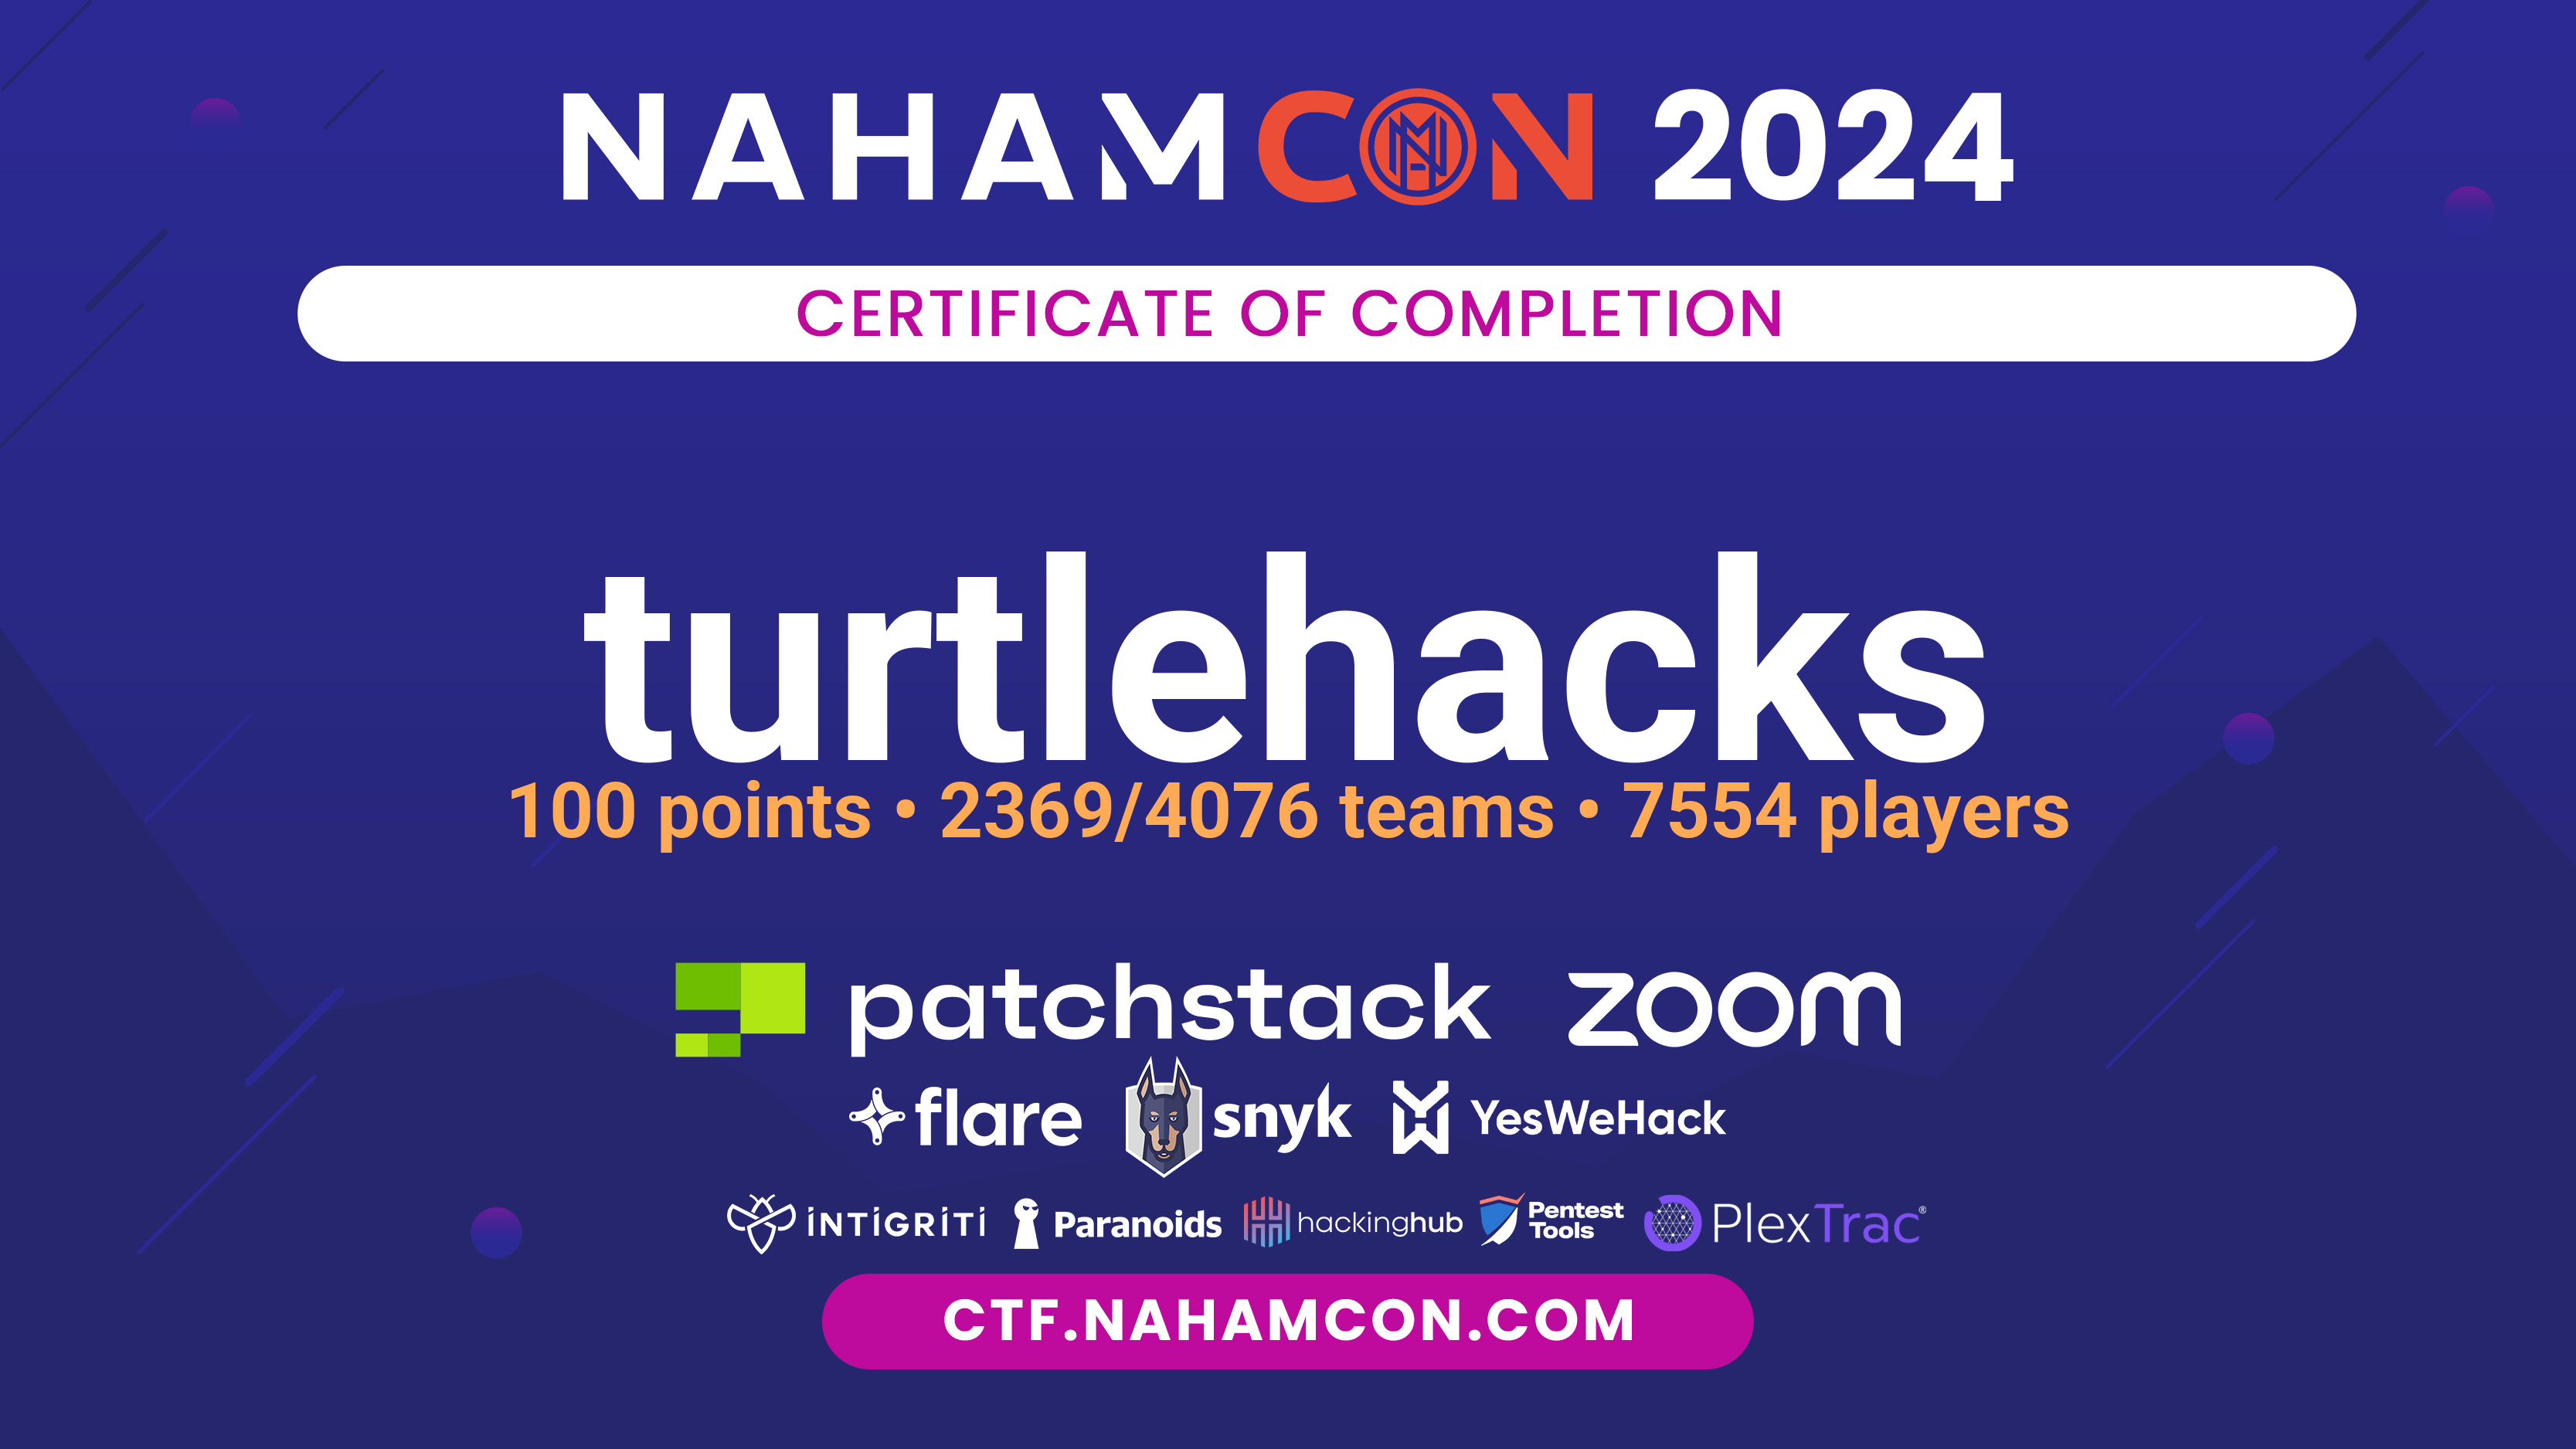 NAHAMCON 2024
CERTIFICATE OF COMPLETION
turtlehacks
100 points • 2369/4076 teams • 7554 players
patchstack zoom
flare snyk YesWeHack
INTIGRITI Paranoids hackinghub Pentest Tools PlexTrac®
CTF.NAHAMCON.COM